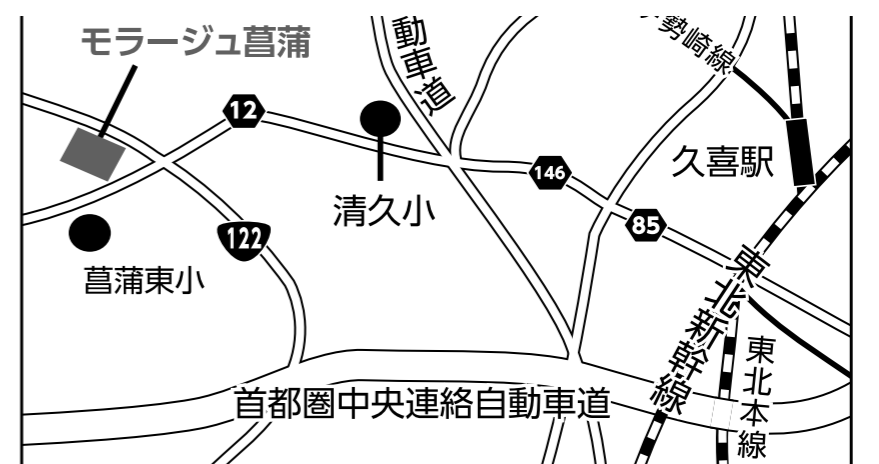 モラージュ菖蒲
動車道
勢崎線
12
久喜駅
146
清久小
85
122
菖蒲東小
東北新幹線
東北本線
首都圏中央連絡自動車道